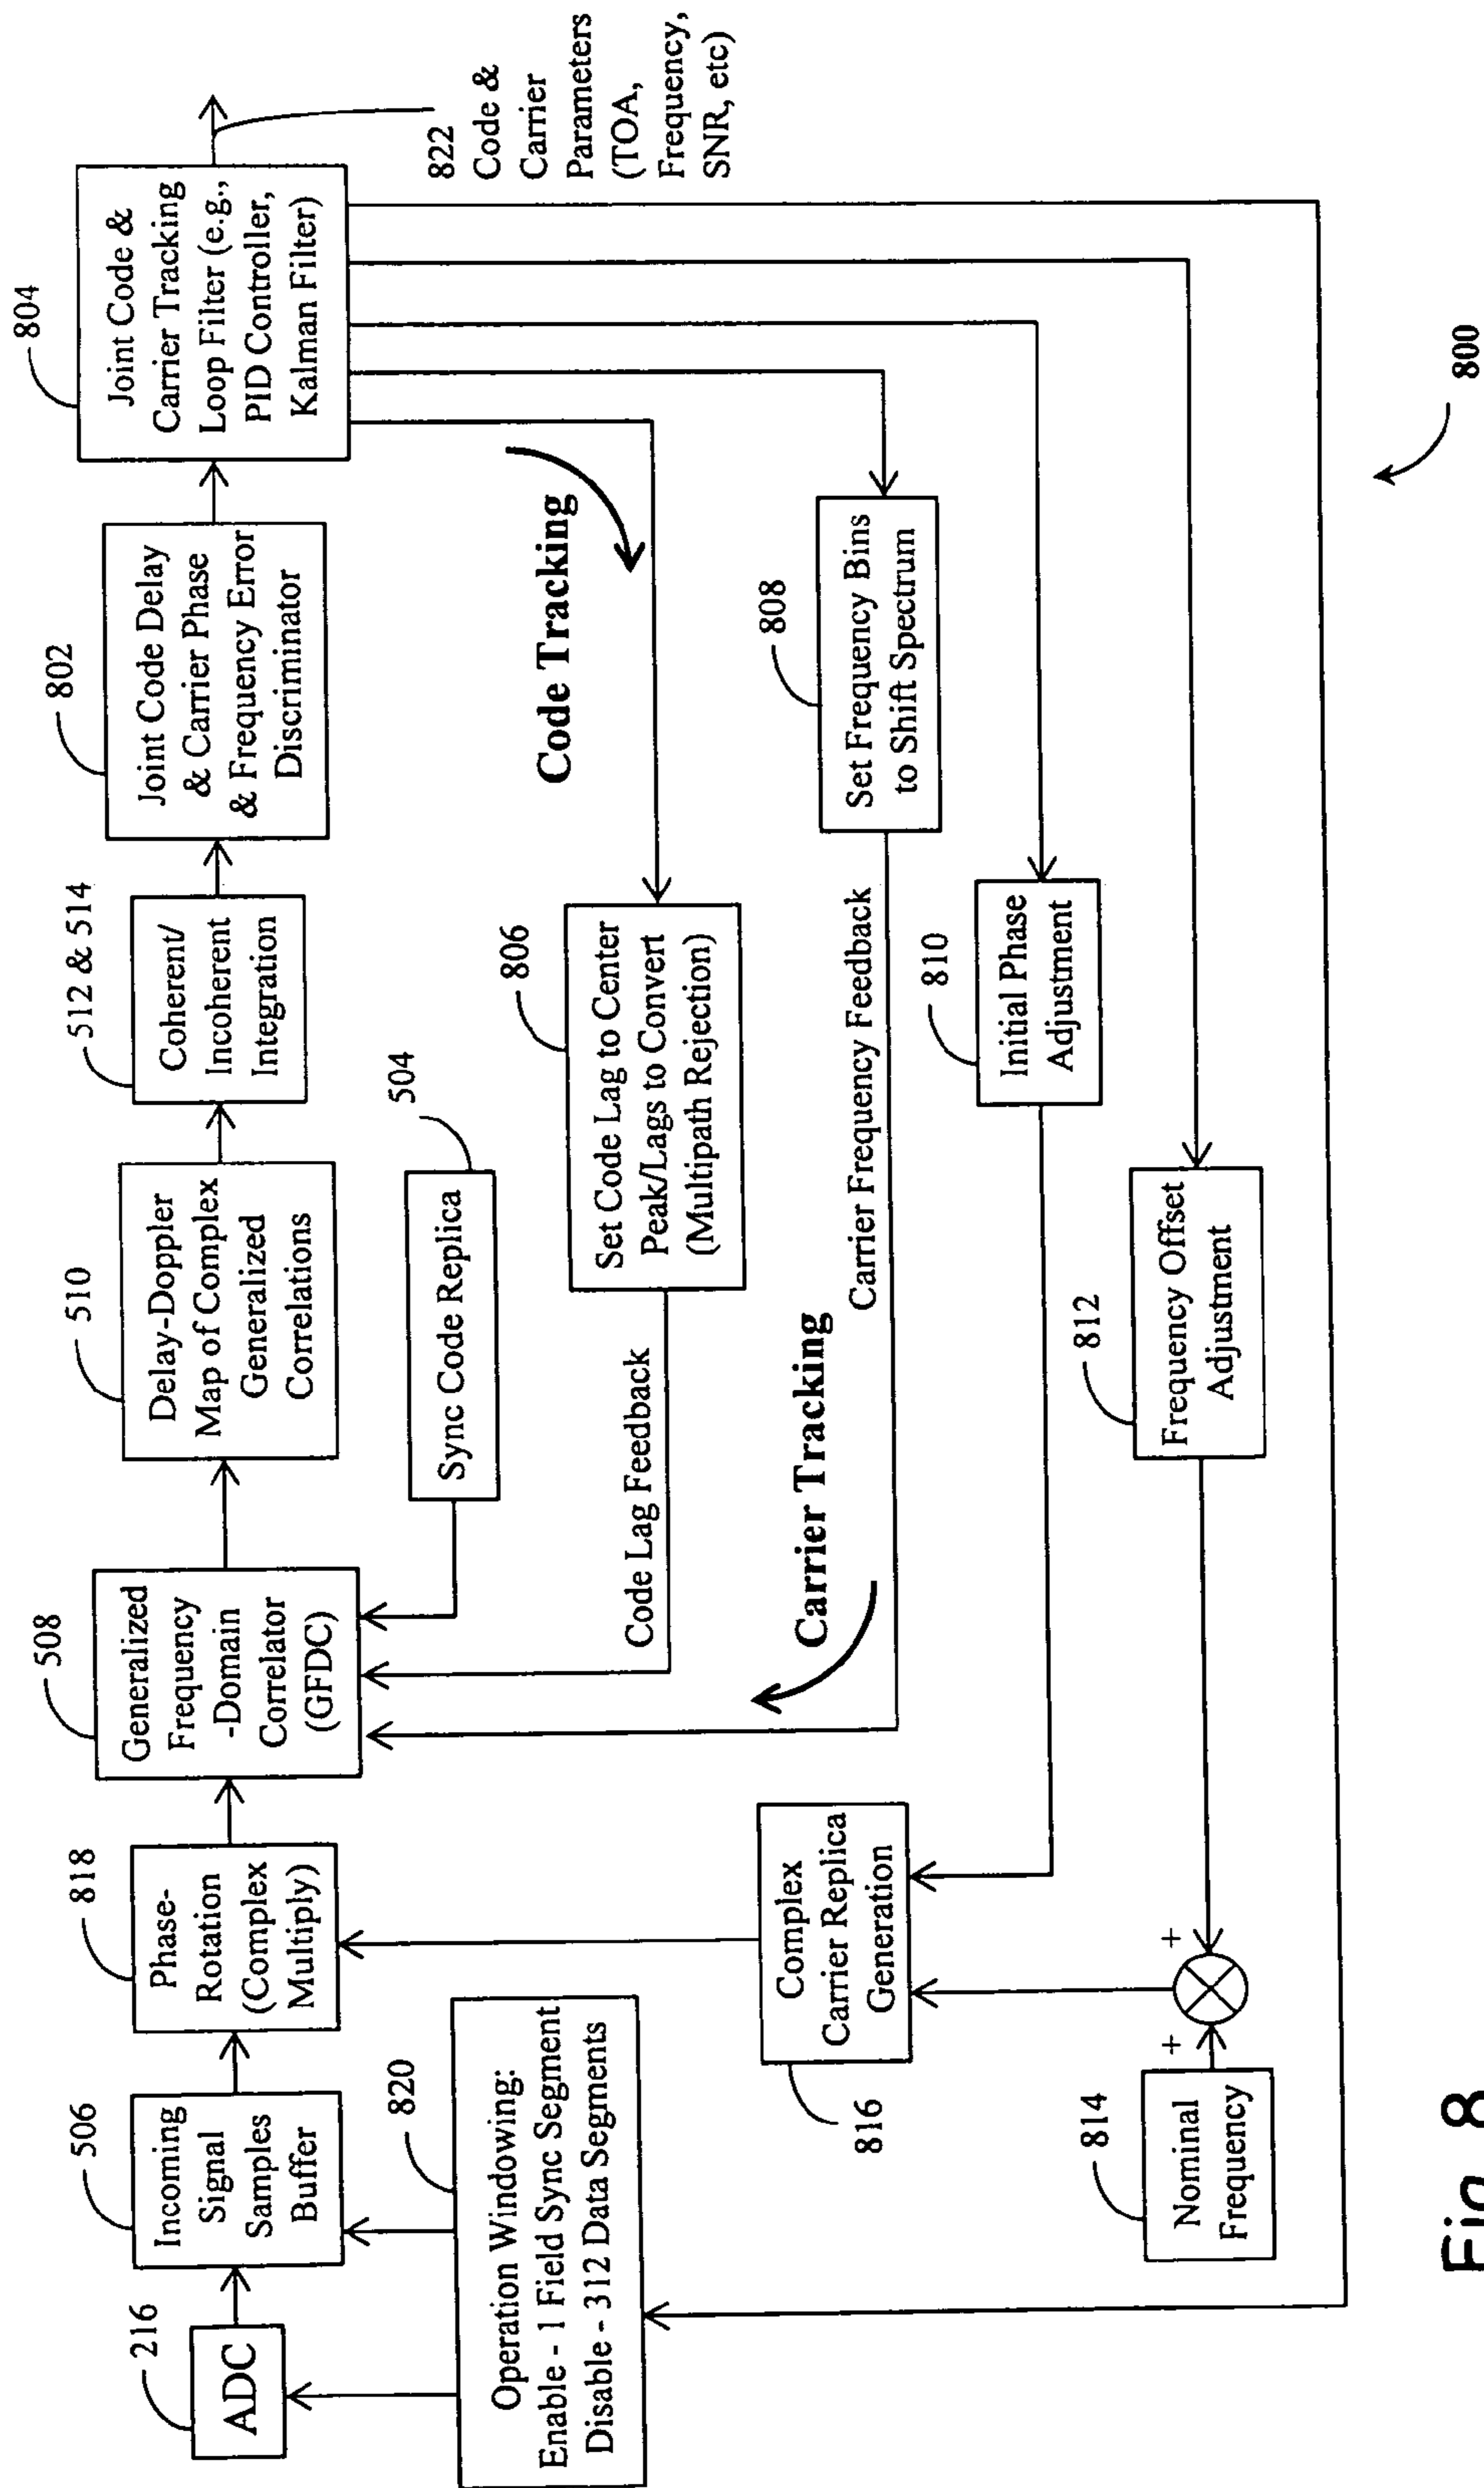 804
802
512 & 514
510
508
818
506
216
ADC
Incoming
Signal
Samples
Buffer
Phase-
Rotation
(Complex
Multiply)
Generalized
Frequency
-Domain
Correlator
(GFDC)
Delay-Doppler
Map of Complex
Generalized
Correlations
Coherent/
Incoherent
Integration
Joint Code Delay
& Carrier Phase
& Frequency Error
Discriminator
Joint Code &
Carrier Tracking
Loop Filter (e.g.,
PID Controller,
Kalman Filter)
822
Code &
Carrier
Parameters
(TOA,
Frequency,
SNR, etc)
504
Sync Code Replica
820
Operation Windowing:
Enable - 1 Field Sync Segment
Disable - 312 Data Segments
Code Tracking
806
Set Code Lag to Center
Peak/Lags to Convert
(Multipath Rejection)
Code Lag Feedback
808
Set Frequency Bins
to Shift Spectrum
Carrier Tracking
Carrier Frequency Feedback
810
Initial Phase
Adjustment
Complex
Carrier Replica
Generation
816
812
Frequency Offset
Adjustment
+
+
814
Nominal
Frequency
800
Fig. 8